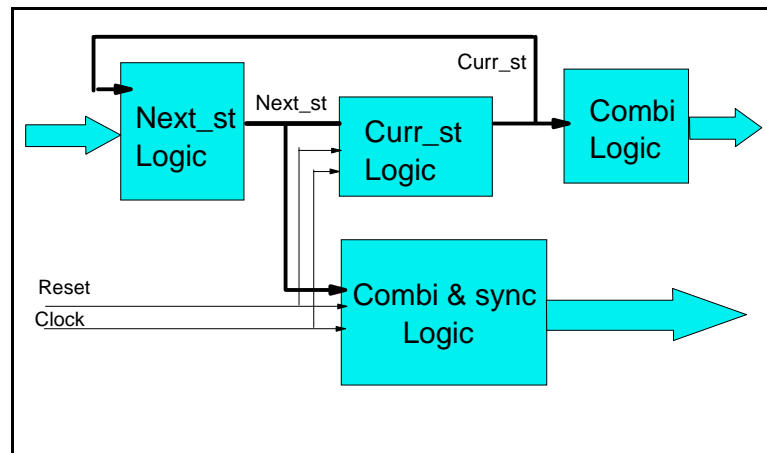 Curr_st
Next_st
Logic
Next_st
Curr_st
Logic
Combi
Logic
Reset
Clock
Combi & sync
Logic